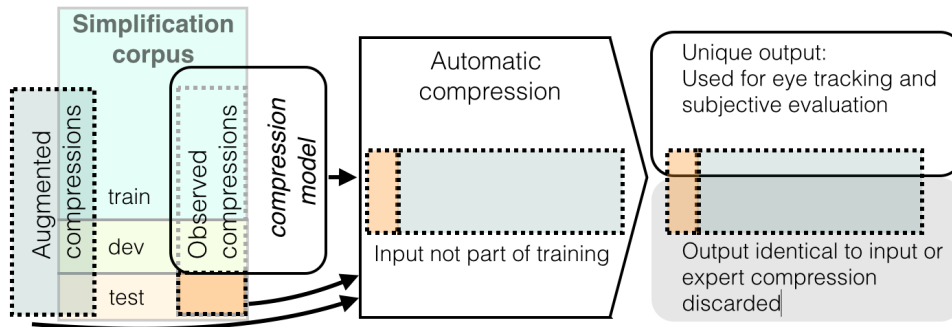 Simplification
corpus
Augmented
compressions
train
dev
test
Observed
compressions
compression
model
Automatic
compression
Input not part of training
Unique output:
Used for eye tracking and
subjective evaluation
Output identical to input or
expert compression
discarded